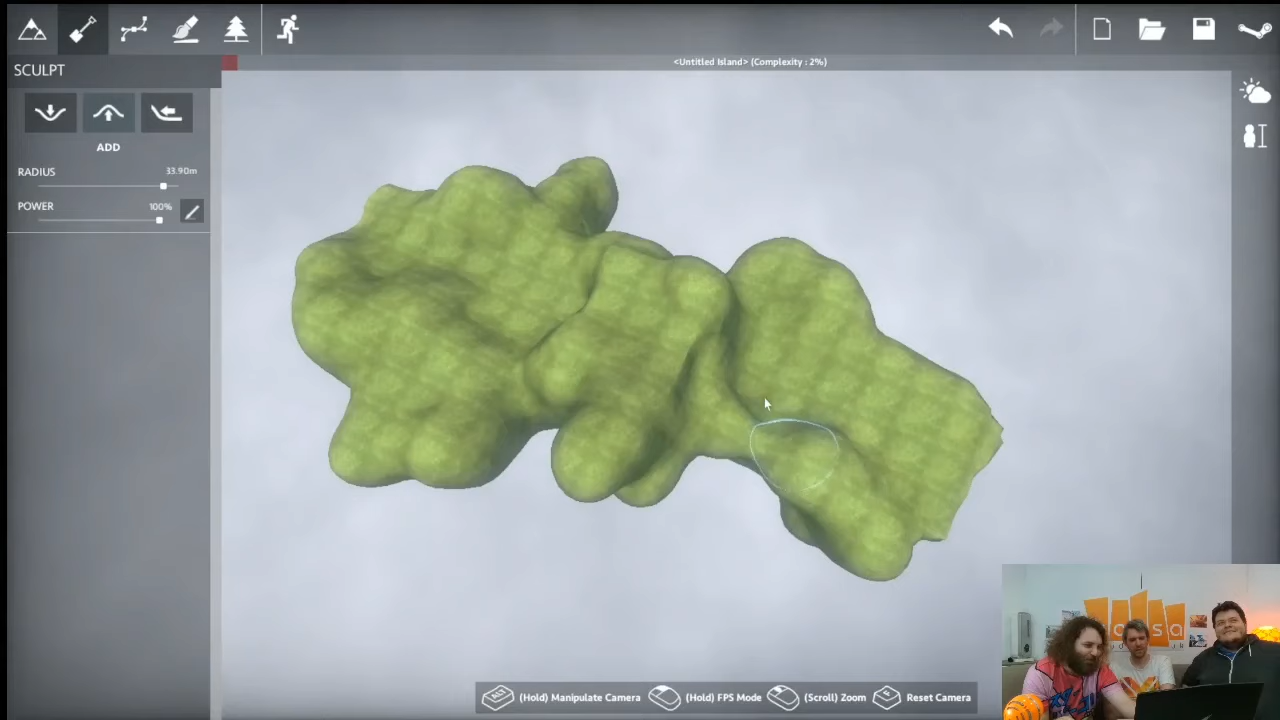 <Untitled Island> (Complexity : 2%)
SCULPT
ADD
RADIUS 33.90m
POWER 100%
(Hold) Manipulate Camera (Hold) FPS Mode (Scroll) Zoom Reset Camera